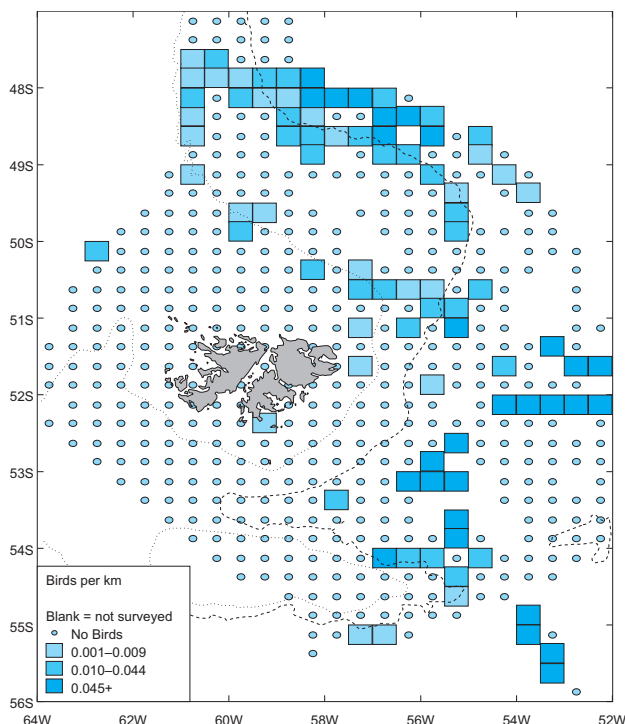 48S
49S
50S
51S
52S
53S
54S
55S
56S
Birds per km
Blank = not surveyed
No Birds
0.001–0.009
0.010–0.044
0.045+
64W 62W 60W 58W 56W 54W 52W